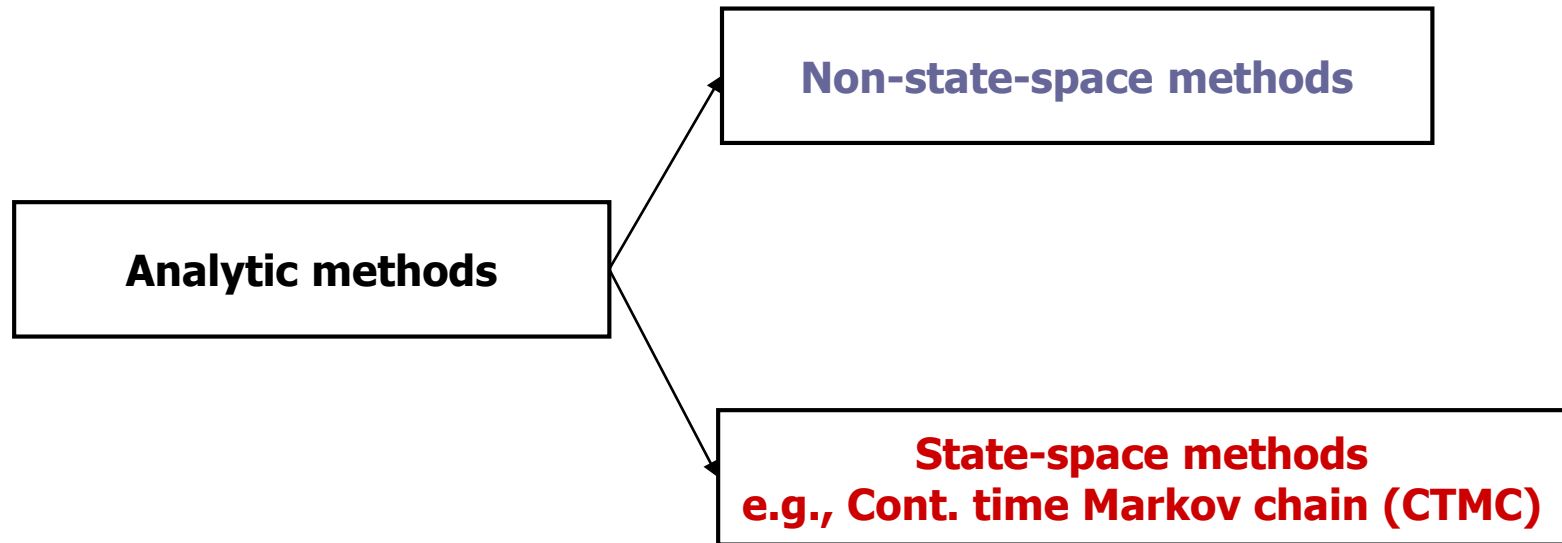 Non-state-space methods
Analytic methods
State-space methods
e.g., Cont. time Markov chain (CTMC)